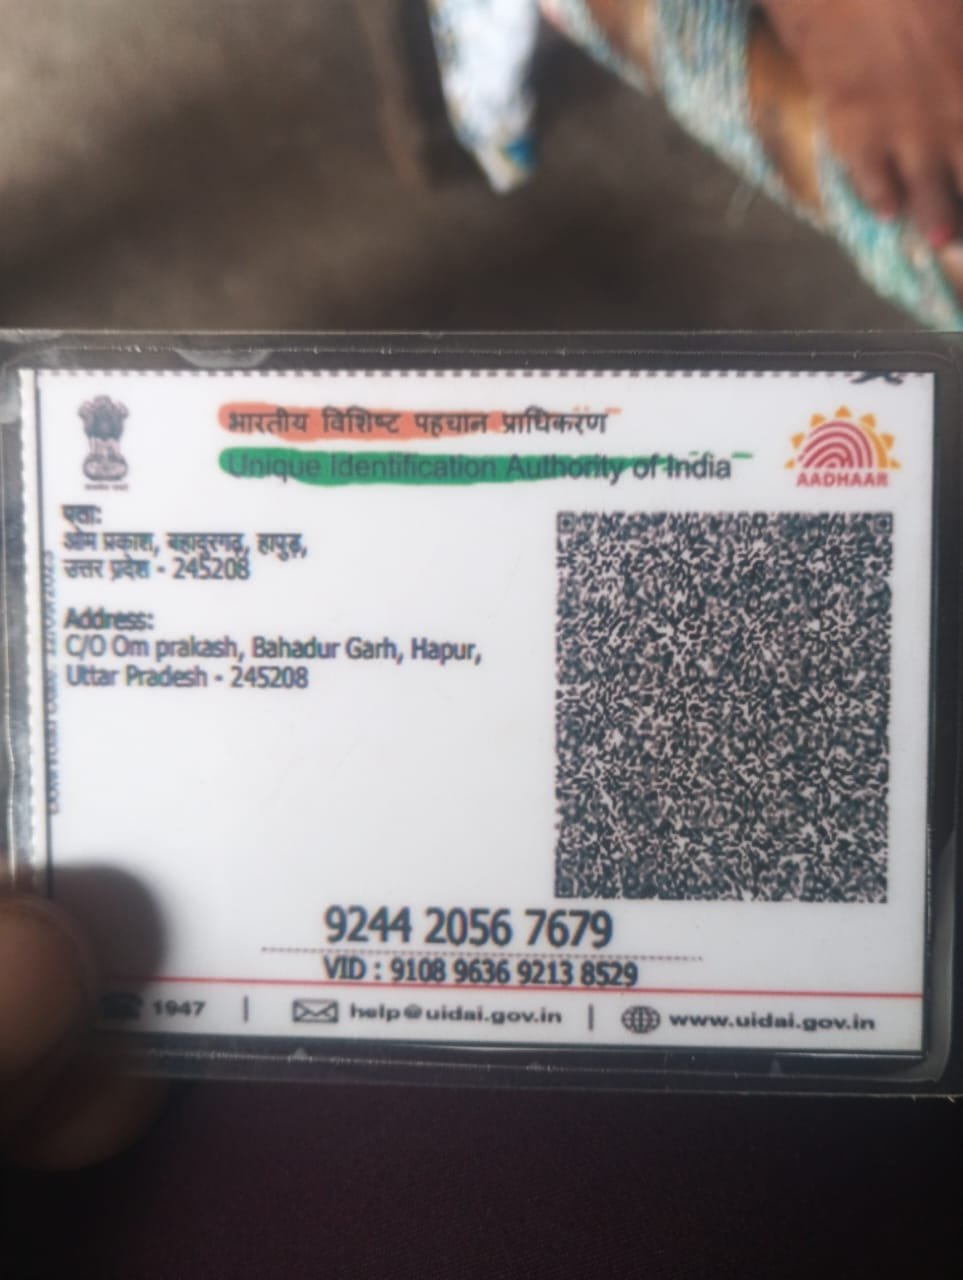 भारतीय विशिष्ट पहचान प्राधिकरण
Unique Identification Authority of India
AADHAAR
पता:
ओम प्रकाश, बहादुरगढ़, हापुड़,
उत्तर प्रदेश - 245208
Address:
C/O Om prakash, Bahadur Garh, Hapur,
Uttar Pradesh - 245208
9244 2056 7679
VID : 9108 9636 9213 8529
1947 | help@uidai.gov.in | www.uidai.gov.in